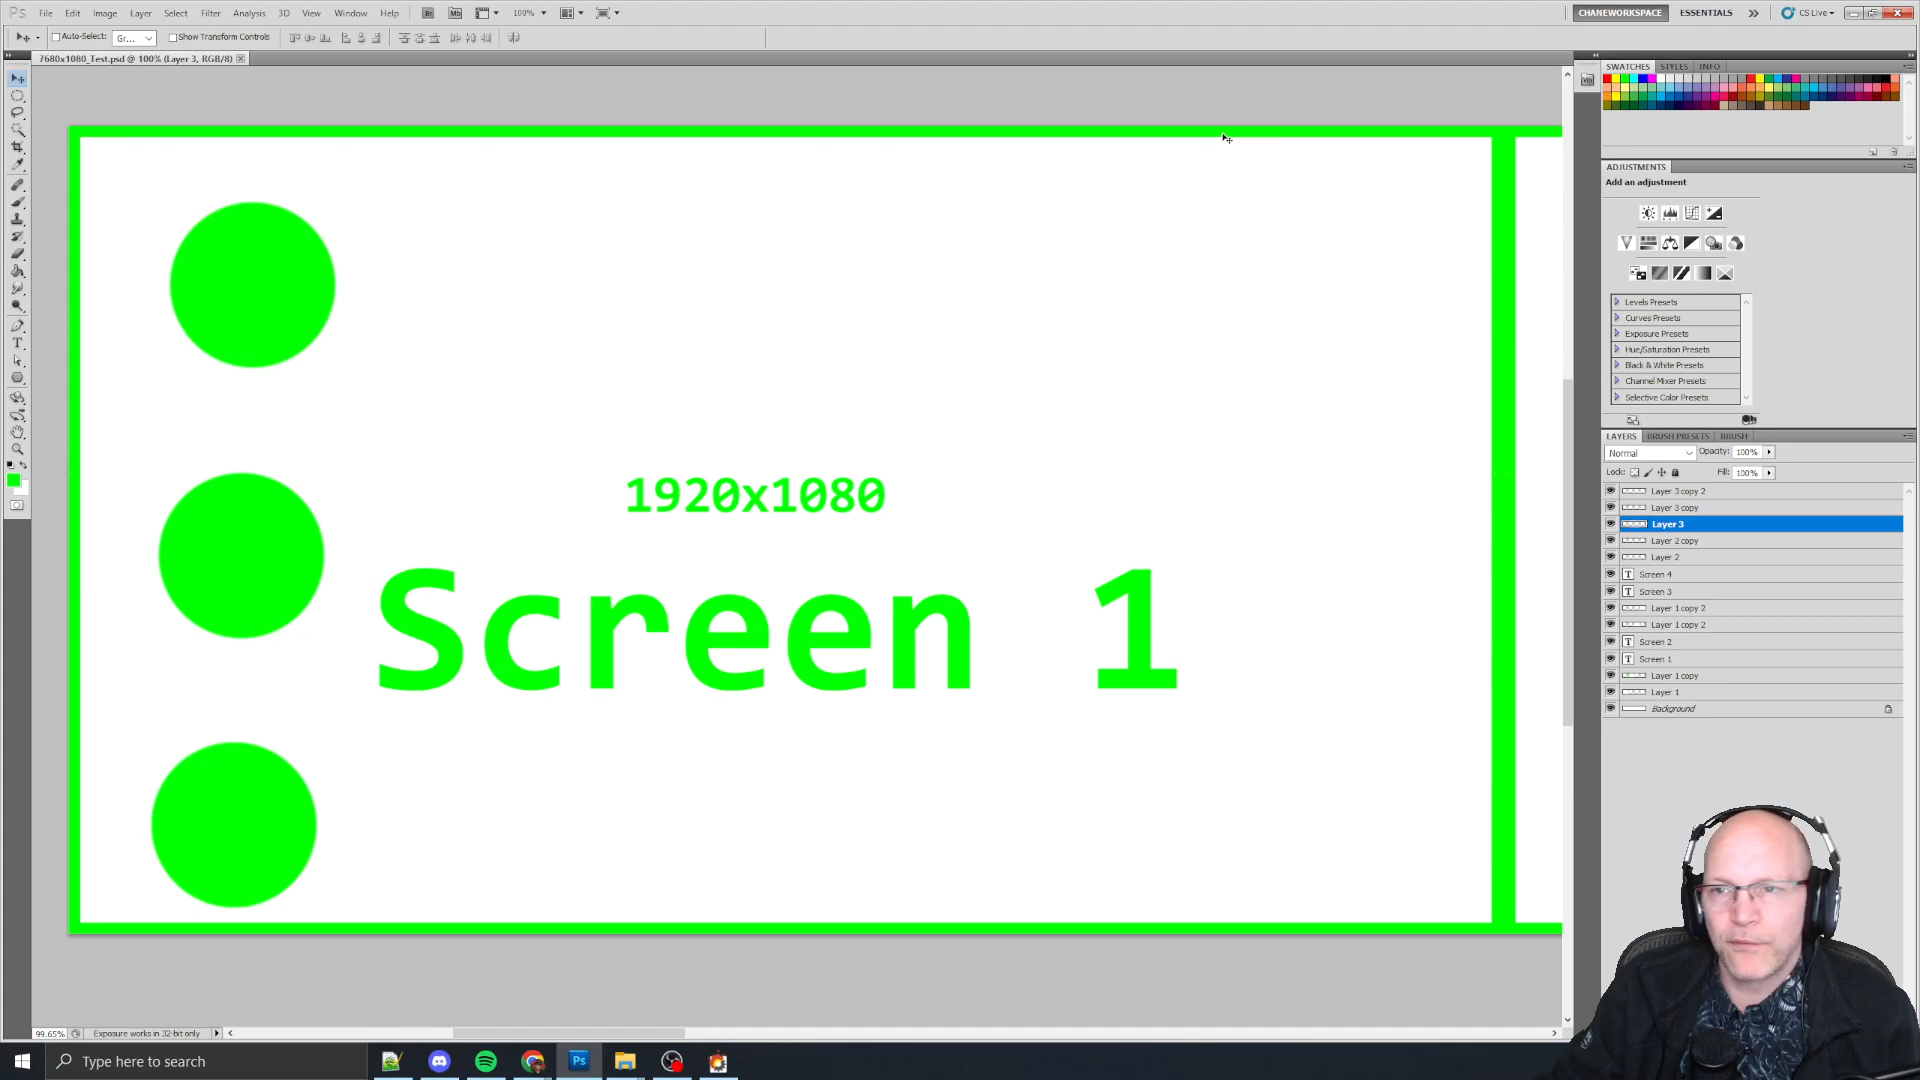 Ps File Edit Image Layer Select Filter Analysis 3D View Window Help Br Mb 100% CHANEWORKSPACE ESSENTIALS CS Live
Auto-Select: Gr... Show Transform Controls
7680x1080_Test.psd @ 100% (Layer 3, RGB/8)
SWATCHES STYLES INFO
ADJUSTMENTS
Add an adjustment
Levels Presets
Curves Presets
Exposure Presets
Hue/Saturation Presets
Black & White Presets
Channel Mixer Presets
Selective Color Presets
LAYERS BRUSH PRESETS BRUSH
Normal Opacity: 100%
Lock: Fill: 100%
Layer 3 copy 2
Layer 3 copy
Layer 3
Layer 2 copy
Layer 2
T Screen 4
T Screen 3
Layer 1 copy 2
Layer 1 copy 2
T Screen 2
T Screen 1
Layer 1 copy
Layer 1
Background
1920x1080
Screen 1
99.65% Exposure works in 32-bit only
Type here to search
Ps